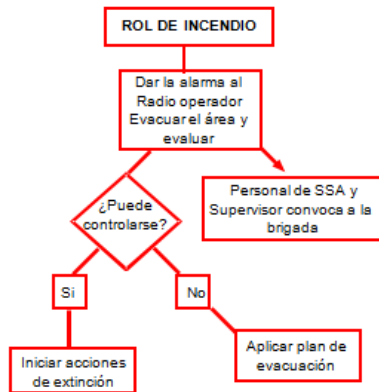 ROL DE INCENDIO
Dar la alarma al
Radio operador
Evacuar el área y
evaluar
Personal de SSA y
Supervisor convoca a la
brigada
¿Puede
controlarse?
Si
No
Iniciar acciones
de extinción
Aplicar plan de
evacuación